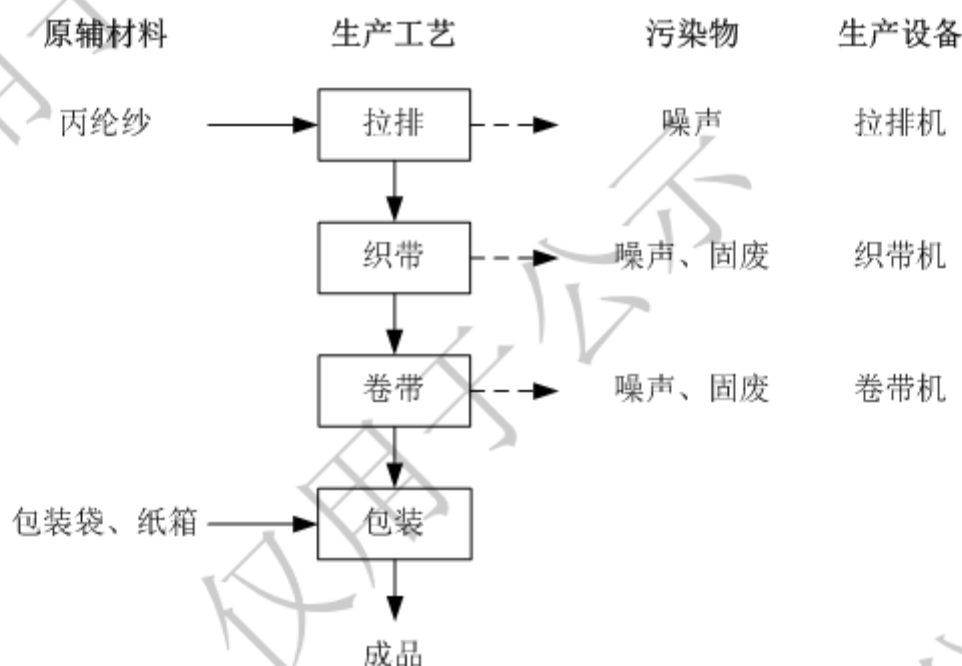 原辅材料 生产工艺 污染物 生产设备
丙纶纱 拉排 噪声 拉排机
织带 噪声、固废 织带机
卷带 噪声、固废 卷带机
包装袋、纸箱 包装
成品
仅用于公示